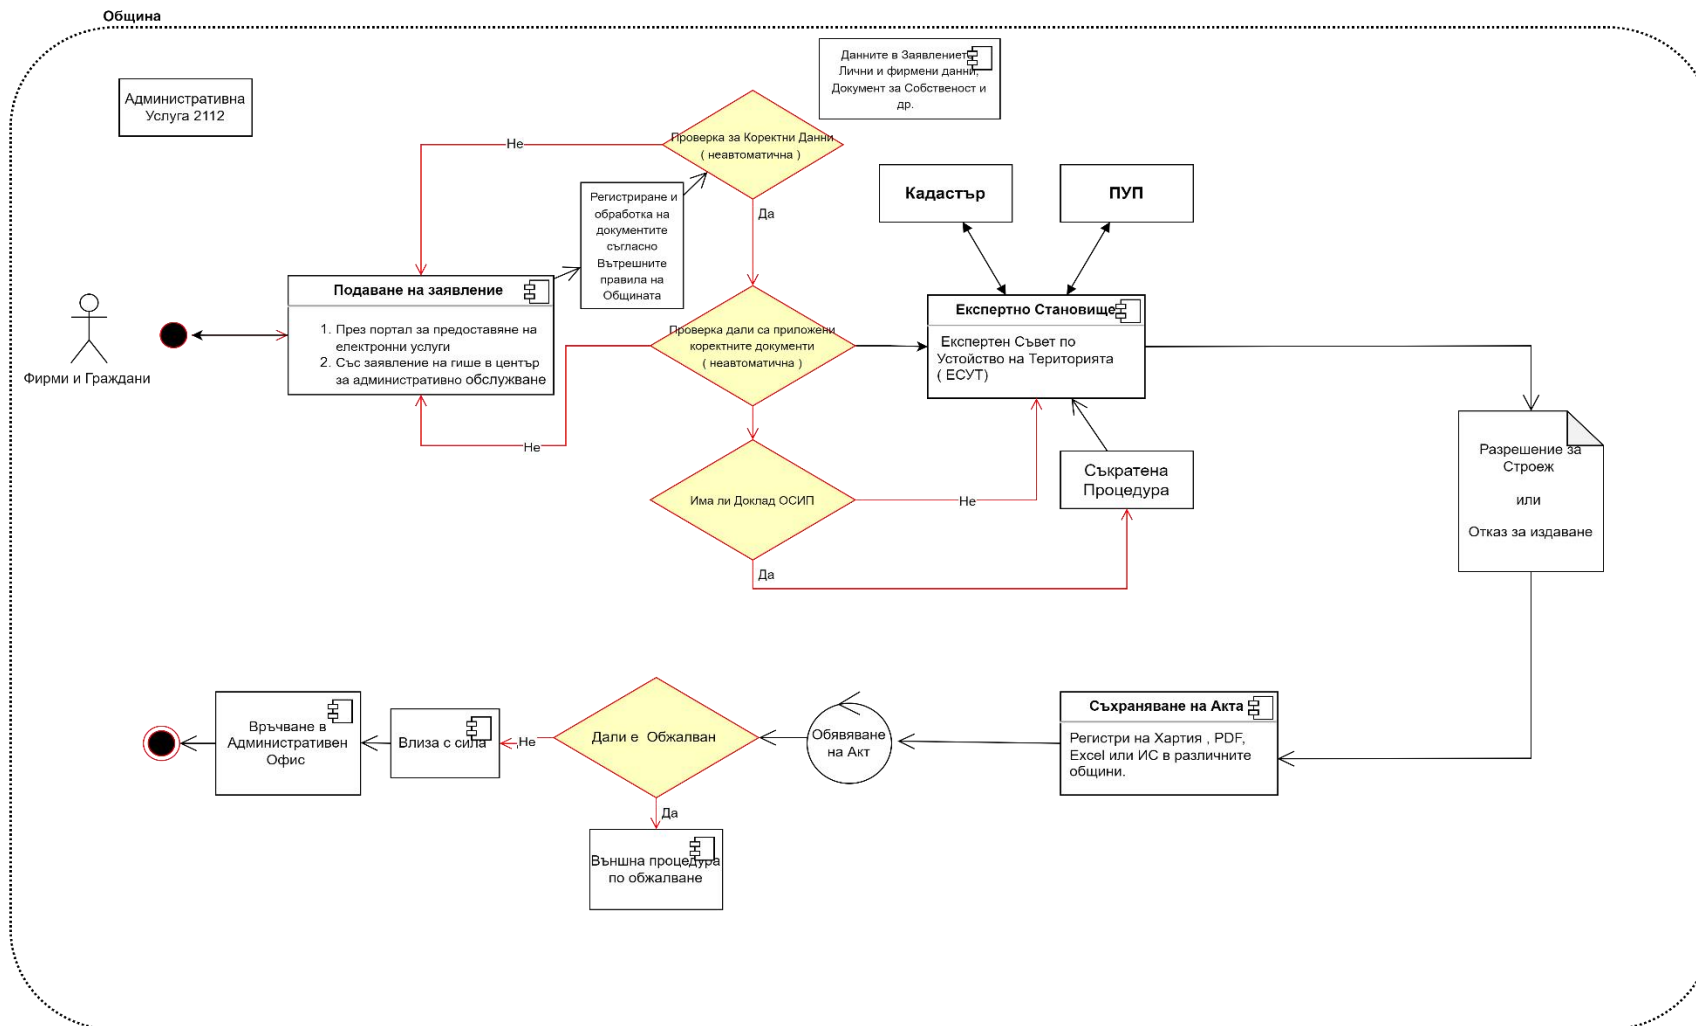 Община
Административна
Услуга 2112
Данните в Заявлениет
Лични и фирмени данни,
Документ за Собственост и
др.
Проверка за Коректни Данни
( неавтоматична )
Не
Да
Регистриране и
обработка на
документите
съгласно
Вътрешните
правила на
Общината
Кадастър
ПУП
Фирми и Граждани
Подаване на заявление
1. През портал за предоставяне на
електронни услуги
2. Със заявление на гише в център
за административно обслужване
Проверка дали са приложени
коректните документи
( неавтоматична )
Не
Експертно Становище
Експертен Съвет по
Устойство на Територията
( ЕСУТ)
Има ли Доклад ОСИП
Не
Да
Съкратена
Процедура
Разрешение за
Строеж
или
Отказ за издаване
Съхраняване на Акта
Регистри на Хартия , PDF,
Excel или ИС в различните
общини.
Обявяване
на Акт
Дали е Обжалван
Не
Да
Външна процедура
по обжалване
Влиза с сила
Връчване в
Административен
Офис